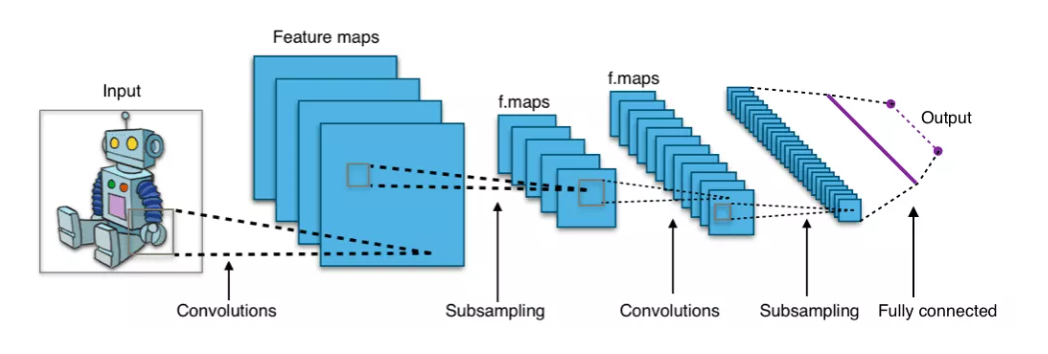 Feature maps
Input
f.maps
f.maps
Output
Convolutions
Subsampling
Convolutions
Subsampling
Fully connected